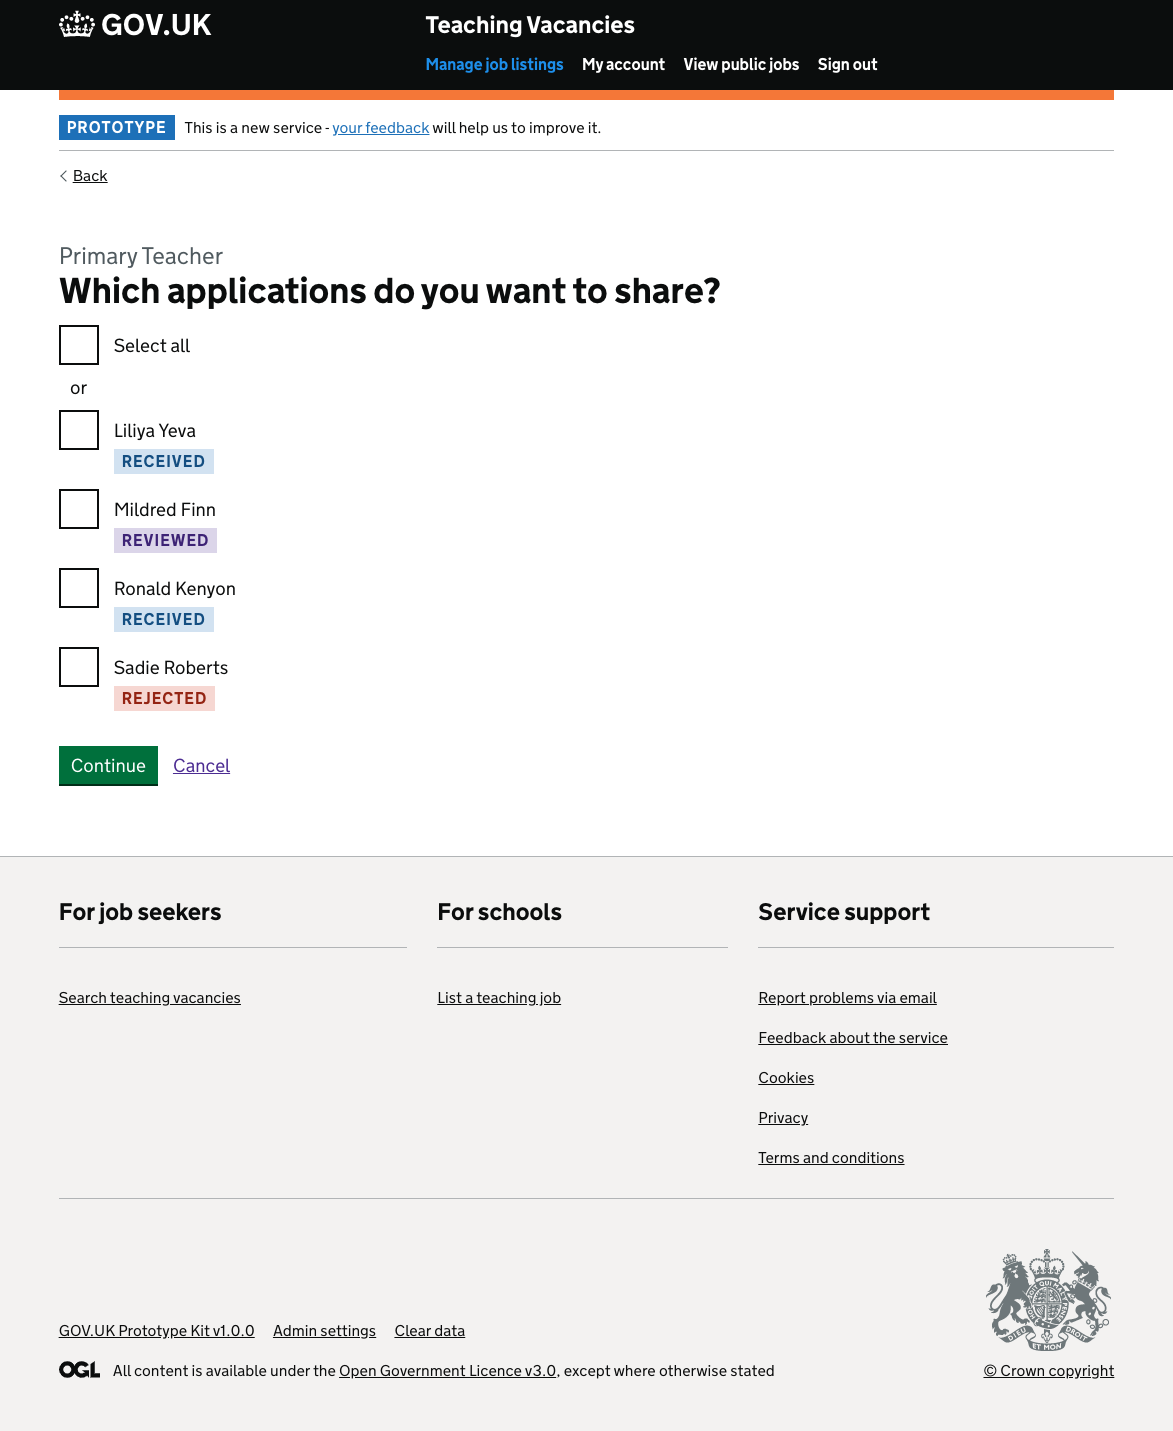 GOV.UK
Teaching Vacancies
Manage job listings My account View public jobs Sign out
PROTOTYPE This is a new service - your feedback will help us to improve it.
Back
Primary Teacher
Which applications do you want to share?
Select all
or
Liliya Yeva
RECEIVED
Mildred Finn
REVIEWED
Ronald Kenyon
RECEIVED
Sadie Roberts
REJECTED
Continue Cancel
For job seekers
Search teaching vacancies
For schools
List a teaching job
Service support
Report problems via email
Feedback about the service
Cookies
Privacy
Terms and conditions
GOV.UK Prototype Kit v1.0.0 Admin settings Clear data
OGL All content is available under the Open Government Licence v3.0, except where otherwise stated
DIEU ET MON DROIT
© Crown copyright